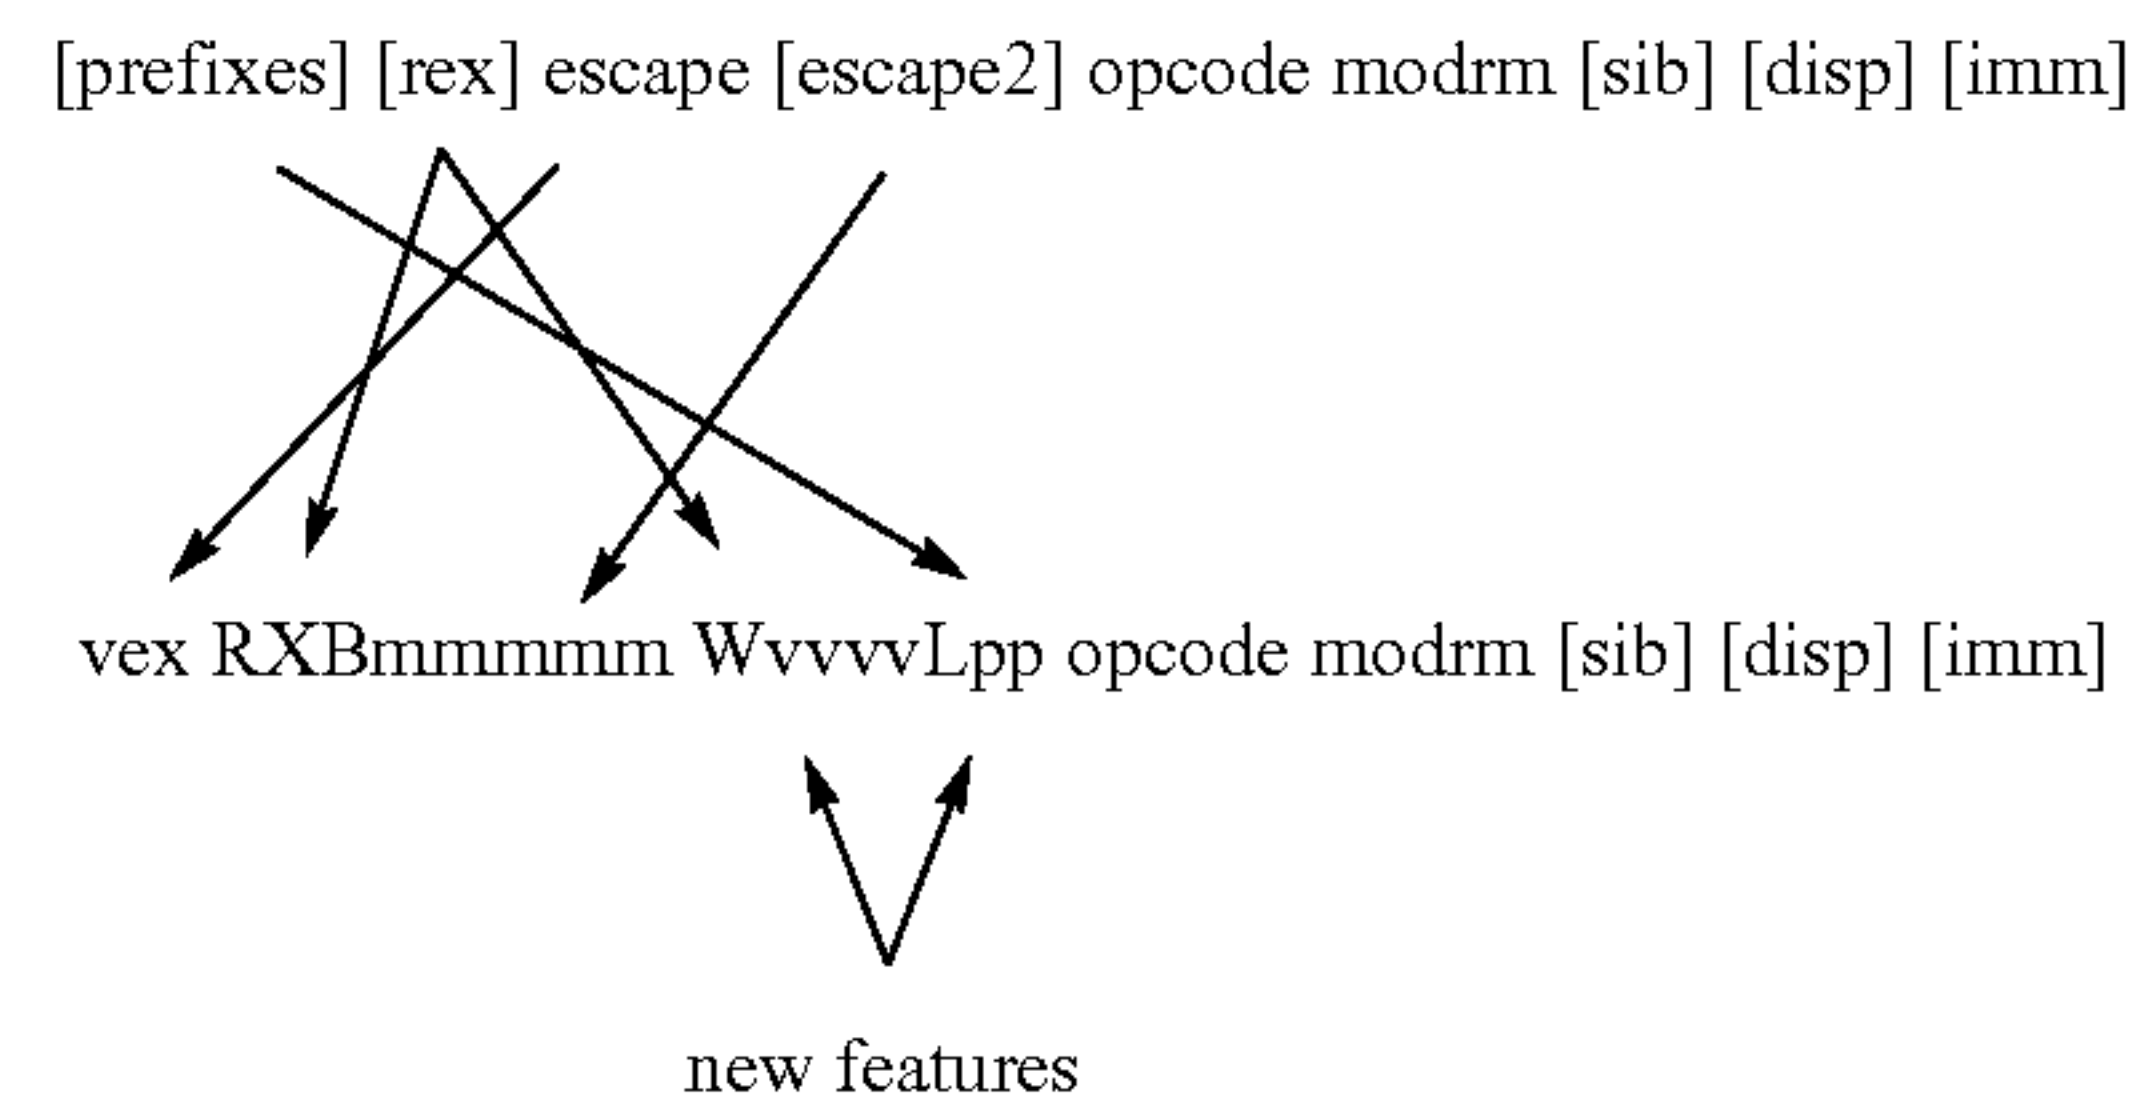 [prefixes] [rex] escape [escape2] opcode modrm [sib] [disp] [imm]
vex RXBmmmmm WvvvvLpp opcode modrm [sib] [disp] [imm]
new features